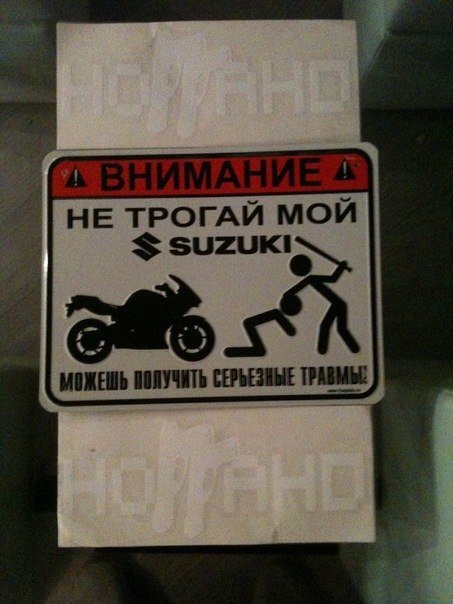 ВНИМАНИЕ
НЕ ТРОГАЙ МОЙ
SUZUKI
МОЖЕШЬ ПОЛУЧИТЬ СЕРЬЕЗНЫЕ ТРАВМЫ!